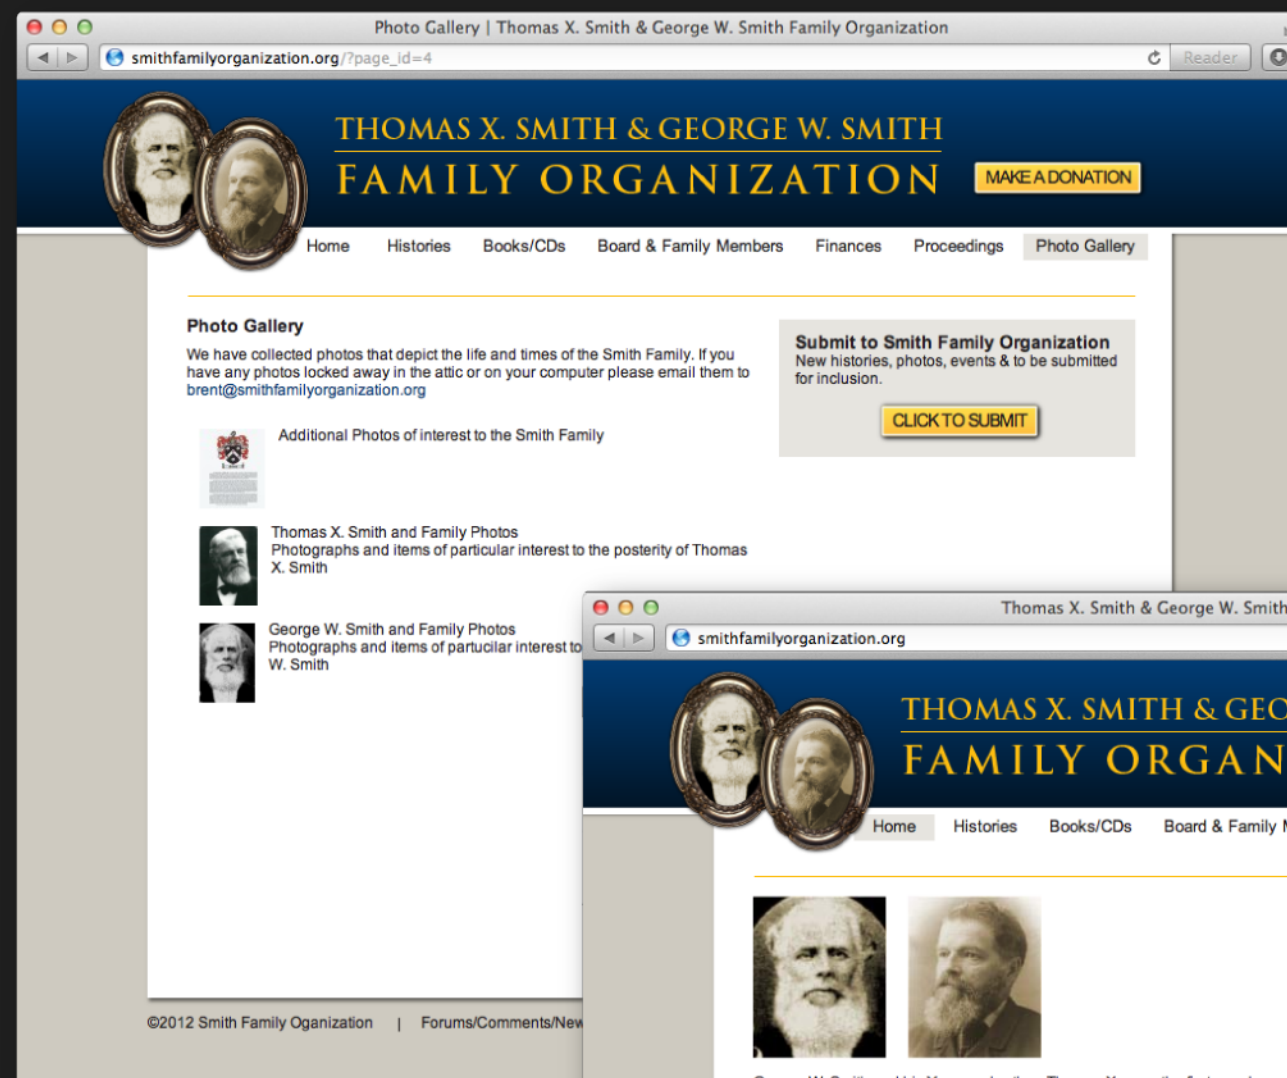 Photo Gallery | Thomas X. Smith & George W. Smith Family Organization
smithfamilyorganization.org/?page_id=4
Reader
THOMAS X. SMITH & GEORGE W. SMITH
FAMILY ORGANIZATION
MAKE A DONATION
Home Histories Books/CDs Board & Family Members Finances Proceedings Photo Gallery
Photo Gallery
We have collected photos that depict the life and times of the Smith Family. If you
have any photos locked away in the attic or on your computer please email them to
brent@smithfamilyorganization.org
Submit to Smith Family Organization
New histories, photos, events & to be submitted
for inclusion.
CLICK TO SUBMIT
Additional Photos of interest to the Smith Family
Thomas X. Smith and Family Photos
Photographs and items of particular interest to the posterity of Thomas
X. Smith
George W. Smith and Family Photos
Photographs and items of partucilar interest to
W. Smith
©2012 Smith Family Oganization | Forums/Comments/New
Thomas X. Smith & George W. Smith
smithfamilyorganization.org
THOMAS X. SMITH & GEO
FAMILY ORGAN
Home Histories Books/CDs Board & Family